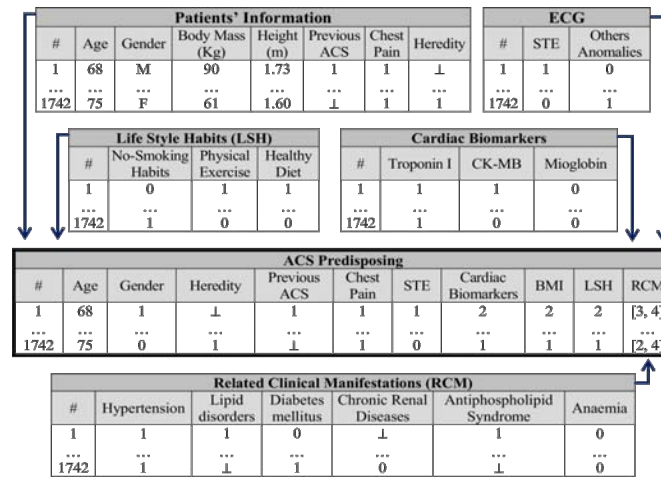 Patients' Information
# Age Gender Body Mass (Kg) Height (m) Previous ACS Chest Pain Heredity
1 68 M 90 1.73 1 1 ⊥
... ... ... ... ... ... ... ...
1742 75 F 61 1.60 ⊥ 1 1
ECG
# STE Others Anomalies
1 1 0
... ... ...
1742 0 1
Life Style Habits (LSH)
# No-Smoking Habits Physical Exercise Healthy Diet
1 0 1 1
... ... ... ...
1742 1 0 0
Cardiac Biomarkers
# Troponin I CK-MB Mioglobin
1 1 1 0
... ... ... ...
1742 1 0 0
ACS Predisposing
# Age Gender Heredity Previous ACS Chest Pain STE Cardiac Biomarkers BMI LSH RCM
1 68 1 ⊥ 1 1 1 2 2 2 [3, 4]
... ... ... ... ... ... ... ... ... ... ...
1742 75 0 1 ⊥ 1 0 1 1 1 [2, 4]
Related Clinical Manifestations (RCM)
# Hypertension Lipid disorders Diabetes mellitus Chronic Renal Diseases Antiphospholipid Syndrome Anaemia
1 1 1 0 ⊥ 1 0
... ... ... ... ... ... ...
1742 1 ⊥ 1 0 ⊥ 0